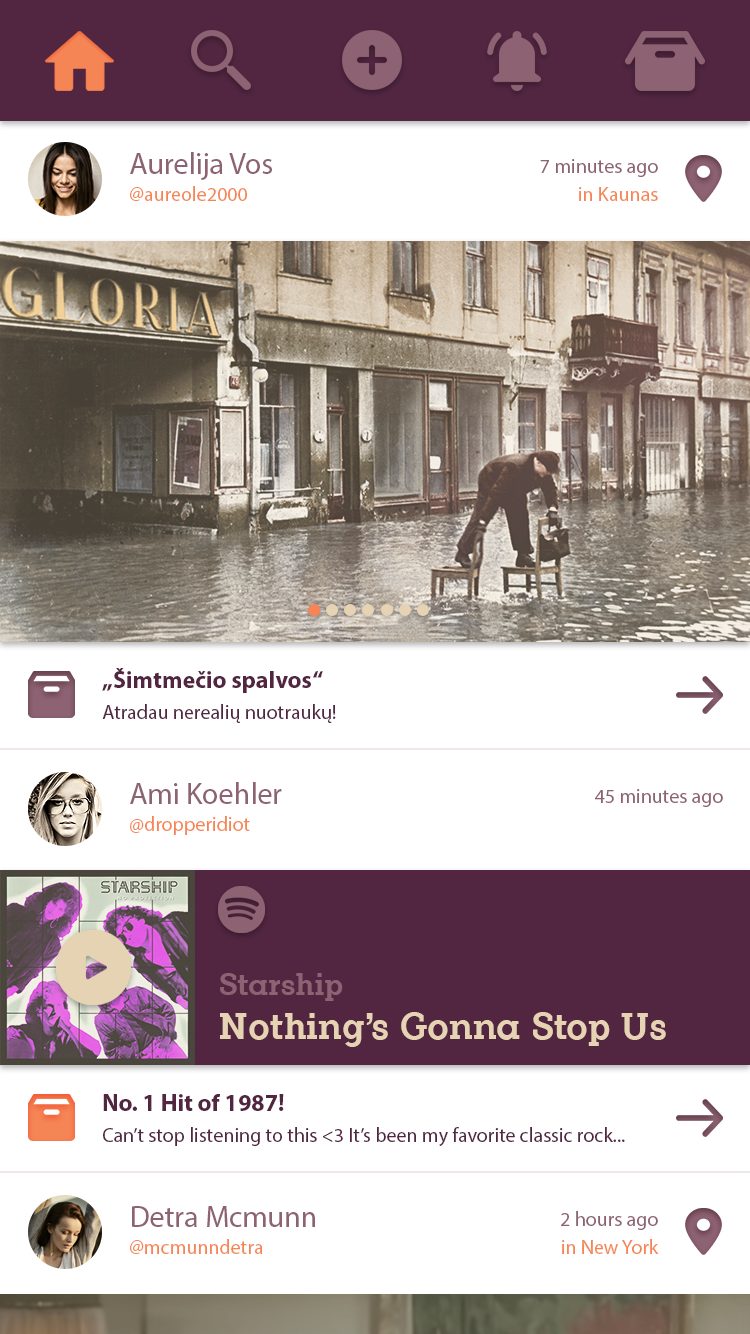 Aurelija Vos
7 minutes ago
@aureole2000
in Kaunas
GLORIA
„Šimtmečio spalvos“
Atradau nerealių nuotraukų!
Ami Koehler
45 minutes ago
@dropperidiot
STARSHIP
Starship
Nothing’s Gonna Stop Us
No. 1 Hit of 1987!
Can’t stop listening to this <3 It’s been my favorite classic rock...
Detra Mcmunn
2 hours ago
@mcmunndetra
in New York